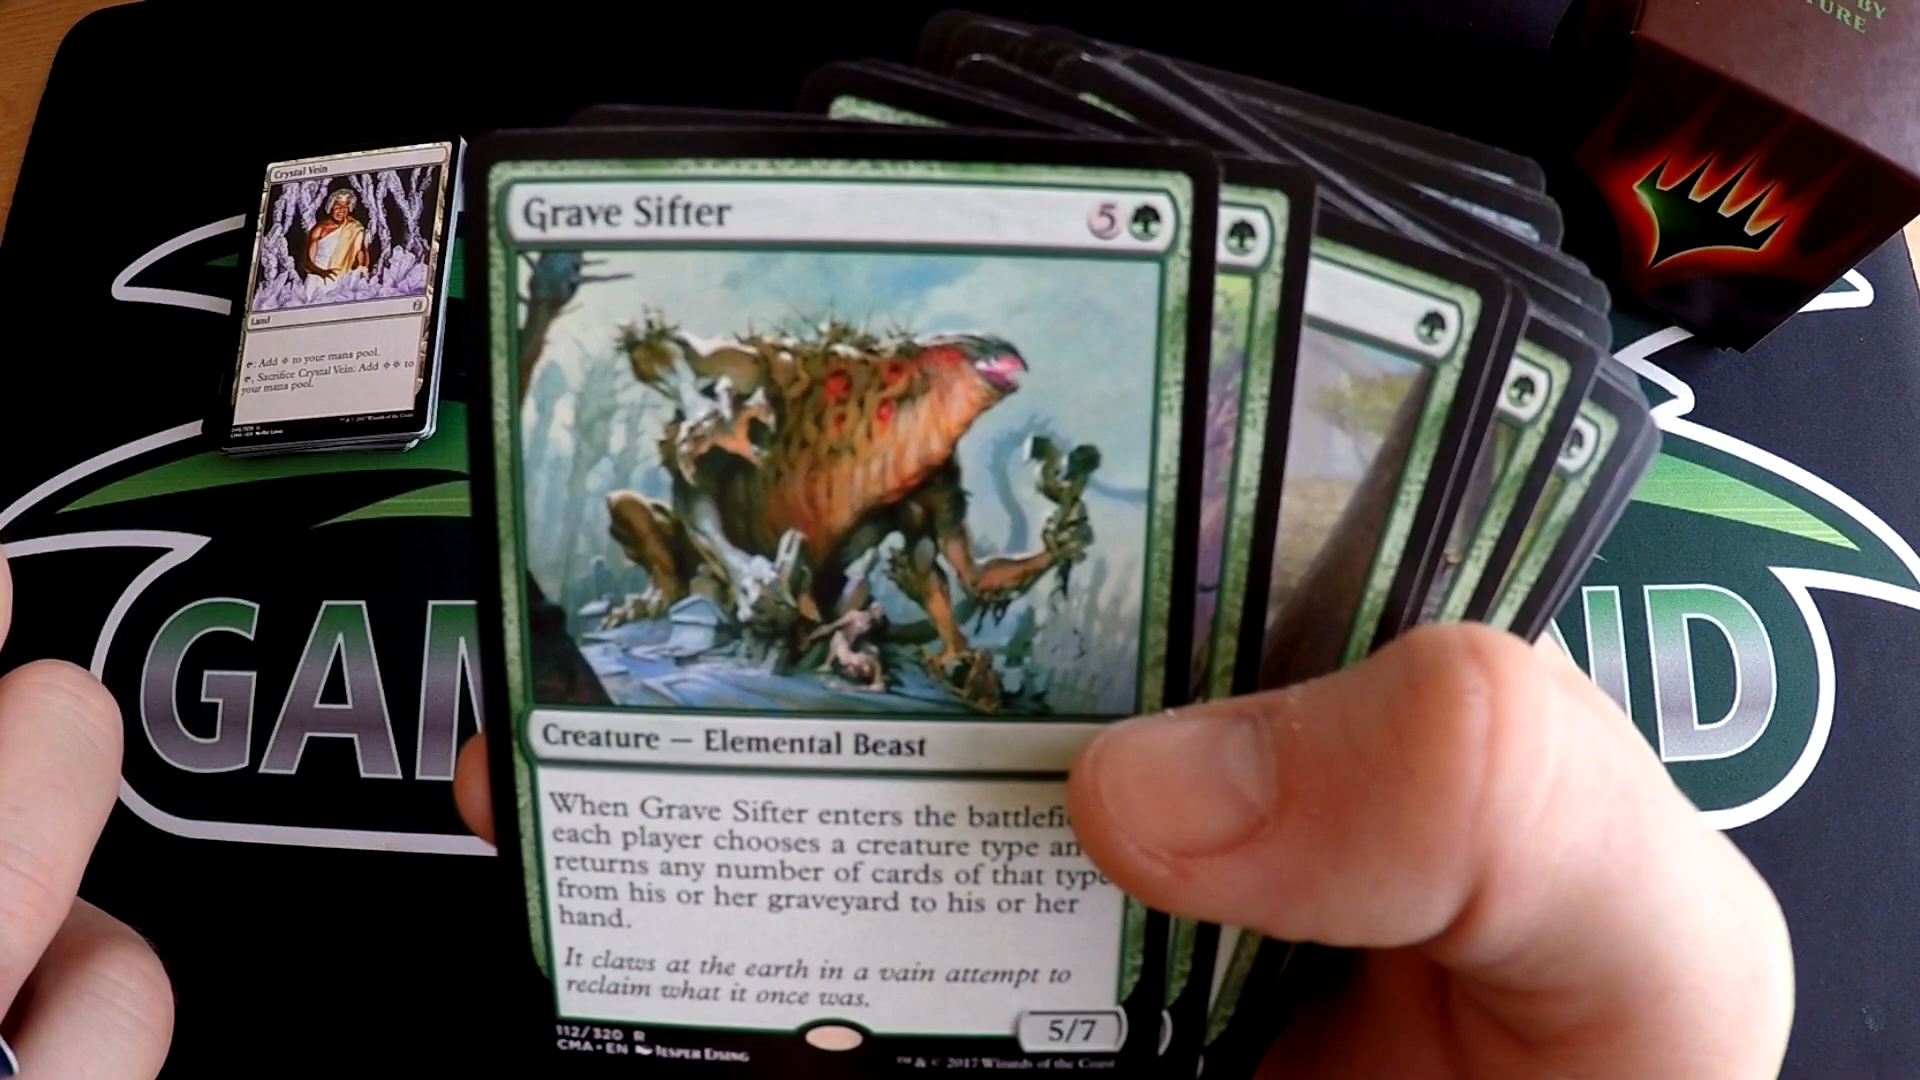 BY
TURE
Crystal Vein
Land
: Add to your mana pool.
, Sacrifice Crystal Vein: Add to
your mana pool.
Grave Sifter
5
Creature — Elemental Beast
When Grave Sifter enters the battlefi
each player chooses a creature type an
returns any number of cards of that type
from his or her graveyard to his or her
hand.
It claws at the earth in a vain attempt to
reclaim what it once was.
5/7
112/320 R
CMA • EN Jesper Ejsing
™ & © 2017 Wizards of the Coast
GAM
ND